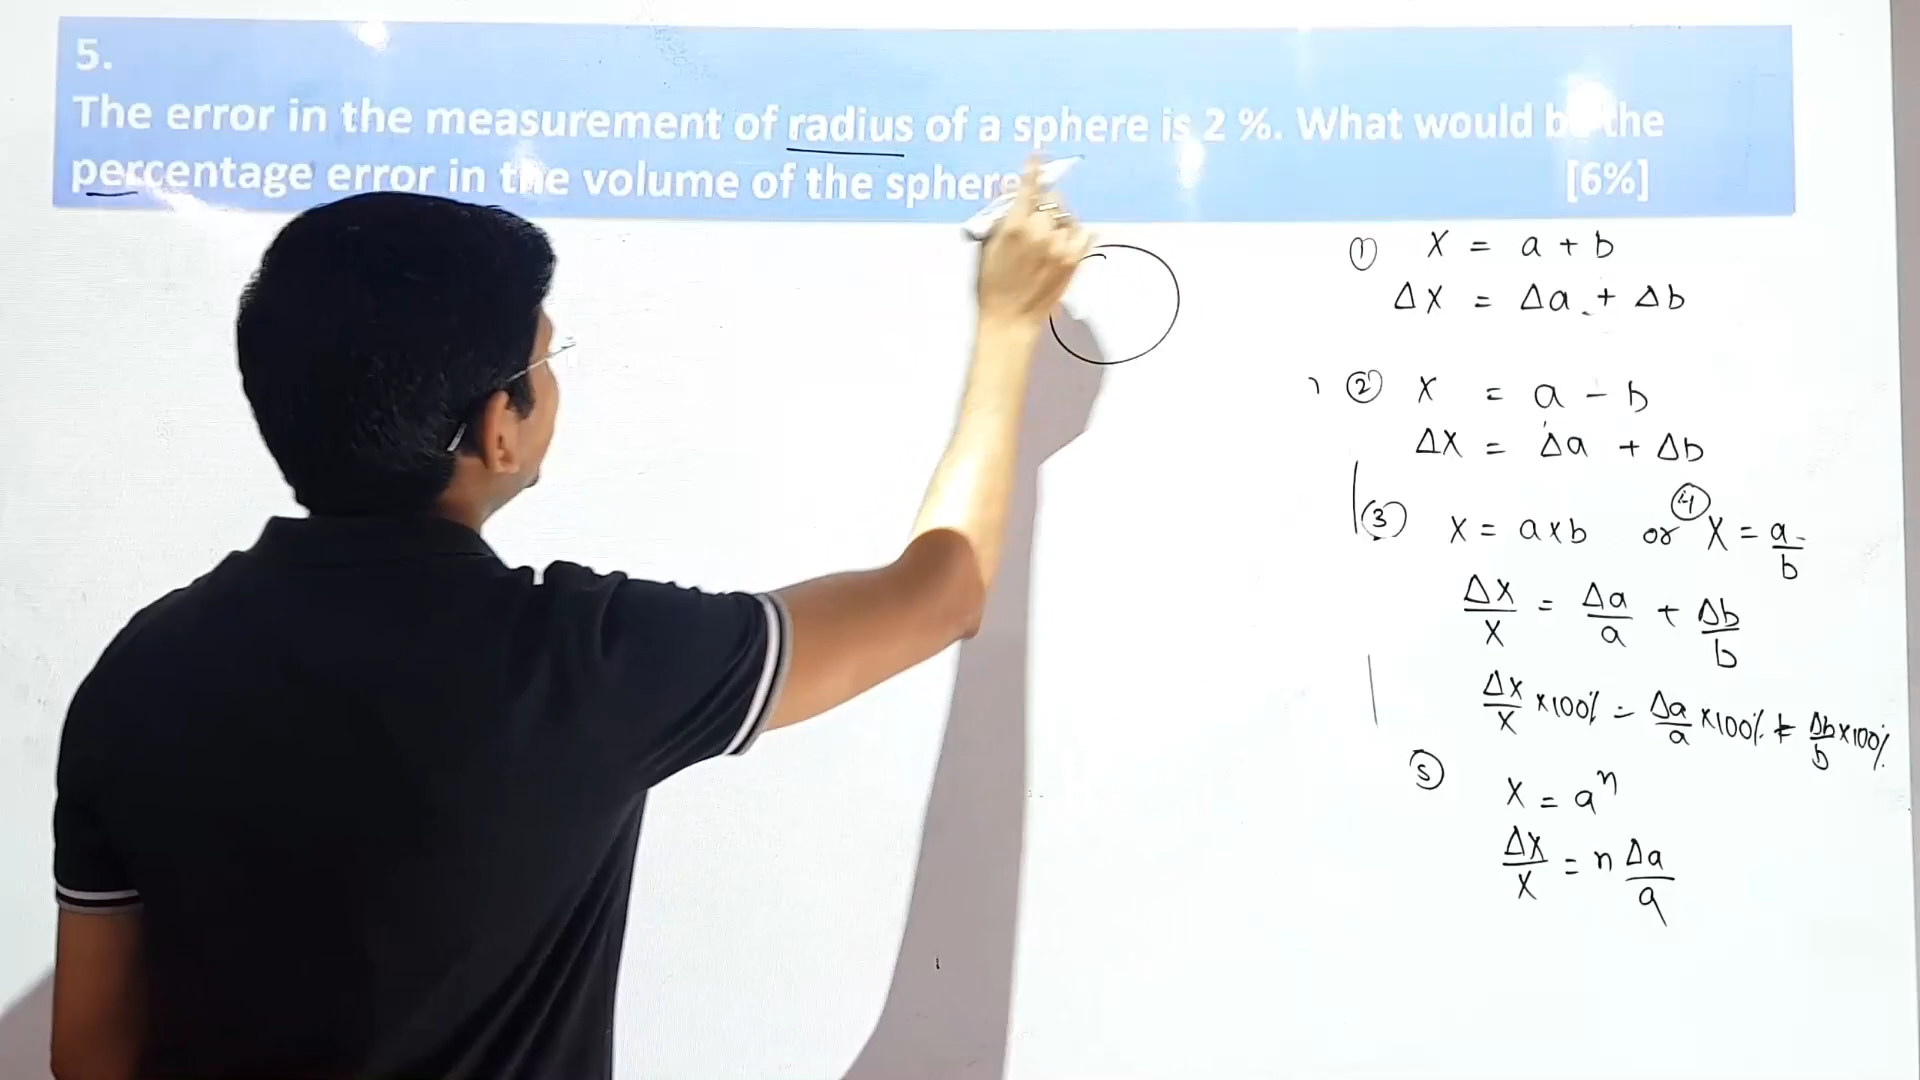 5.
The error in the measurement of radius of a sphere is 2 %. What would be the
percentage error in the volume of the sphere
[6%]
① X = a + b
ΔX = Δa + Δb
② X = a - b
ΔX = Δa + Δb
③ X = a x b or ④ X = a/b
ΔX/X = Δa/a + Δb/b
Δx/x ×100% = Δa/a ×100% + Δb/b ×100%
⑤
X = aⁿ
ΔX/X = n Δa/a